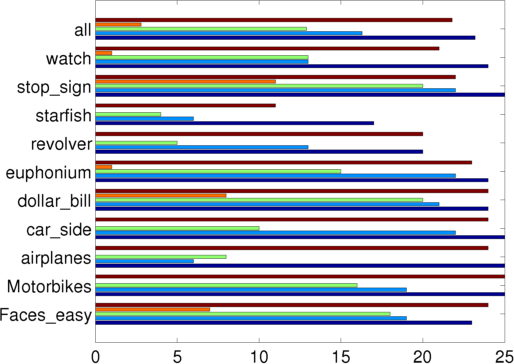 all
watch
stop_sign
starfish
revolver
euphonium
dollar_bill
car_side
airplanes
Motorbikes
Faces_easy
0 5 10 15 20 25